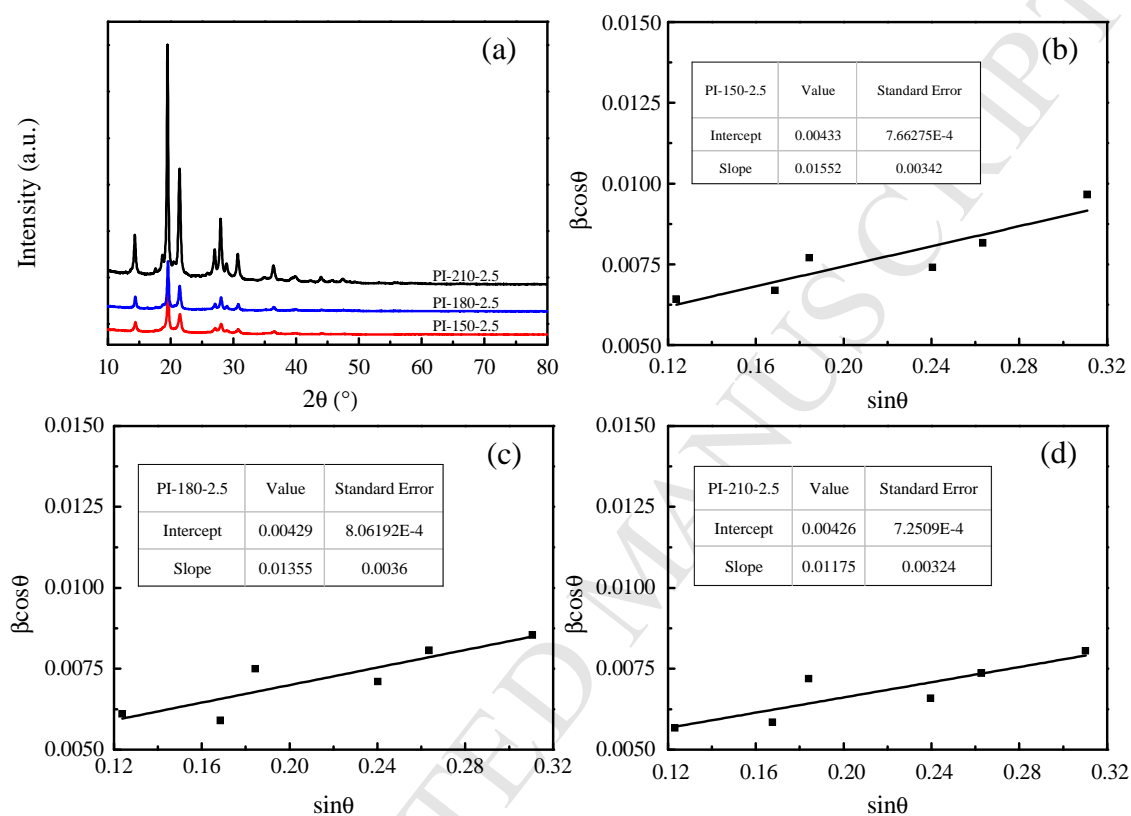 (a)
Intensity (a.u.)
PI-210-2.5
PI-180-2.5
PI-150-2.5
10 20 30 40 50 60 70 80
2θ (°)
(b)
0.0150
0.0125
0.0100
0.0075
0.0050
βcosθ
PI-150-2.5 Value Standard Error
Intercept 0.00433 7.66275E-4
Slope 0.01552 0.00342
0.12 0.16 0.20 0.24 0.28 0.32
sinθ
(c)
0.0150
0.0125
0.0100
0.0075
0.0050
βcosθ
PI-180-2.5 Value Standard Error
Intercept 0.00429 8.06192E-4
Slope 0.01355 0.0036
0.12 0.16 0.20 0.24 0.28 0.32
sinθ
(d)
0.0150
0.0125
0.0100
0.0075
0.0050
βcosθ
PI-210-2.5 Value Standard Error
Intercept 0.00426 7.2509E-4
Slope 0.01175 0.00324
0.12 0.16 0.20 0.24 0.28 0.32
sinθ
TED MANUSCRIPT